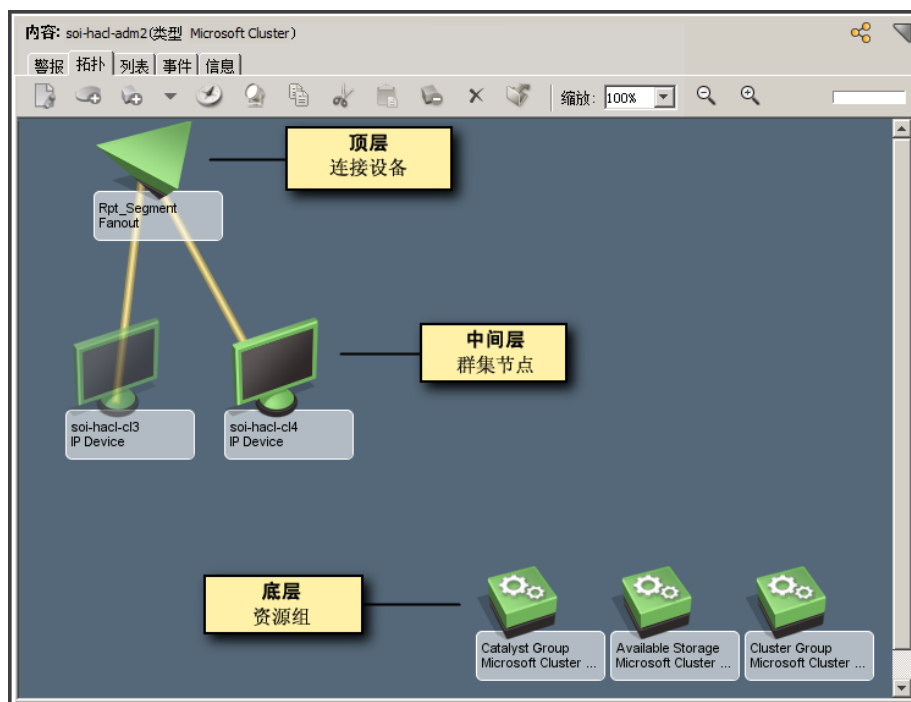 内容: soi-hacl-adm2(类型 Microsoft Cluster)
警报 拓扑 列表 事件 信息
缩放: 100%
顶层
连接设备
Rpt_Segment
Fanout
中间层
群集节点
soi-hacl-cl3
IP Device
soi-hacl-cl4
IP Device
底层
资源组
Catalyst Group
Microsoft Cluster ...
Available Storage
Microsoft Cluster ...
Cluster Group
Microsoft Cluster ...